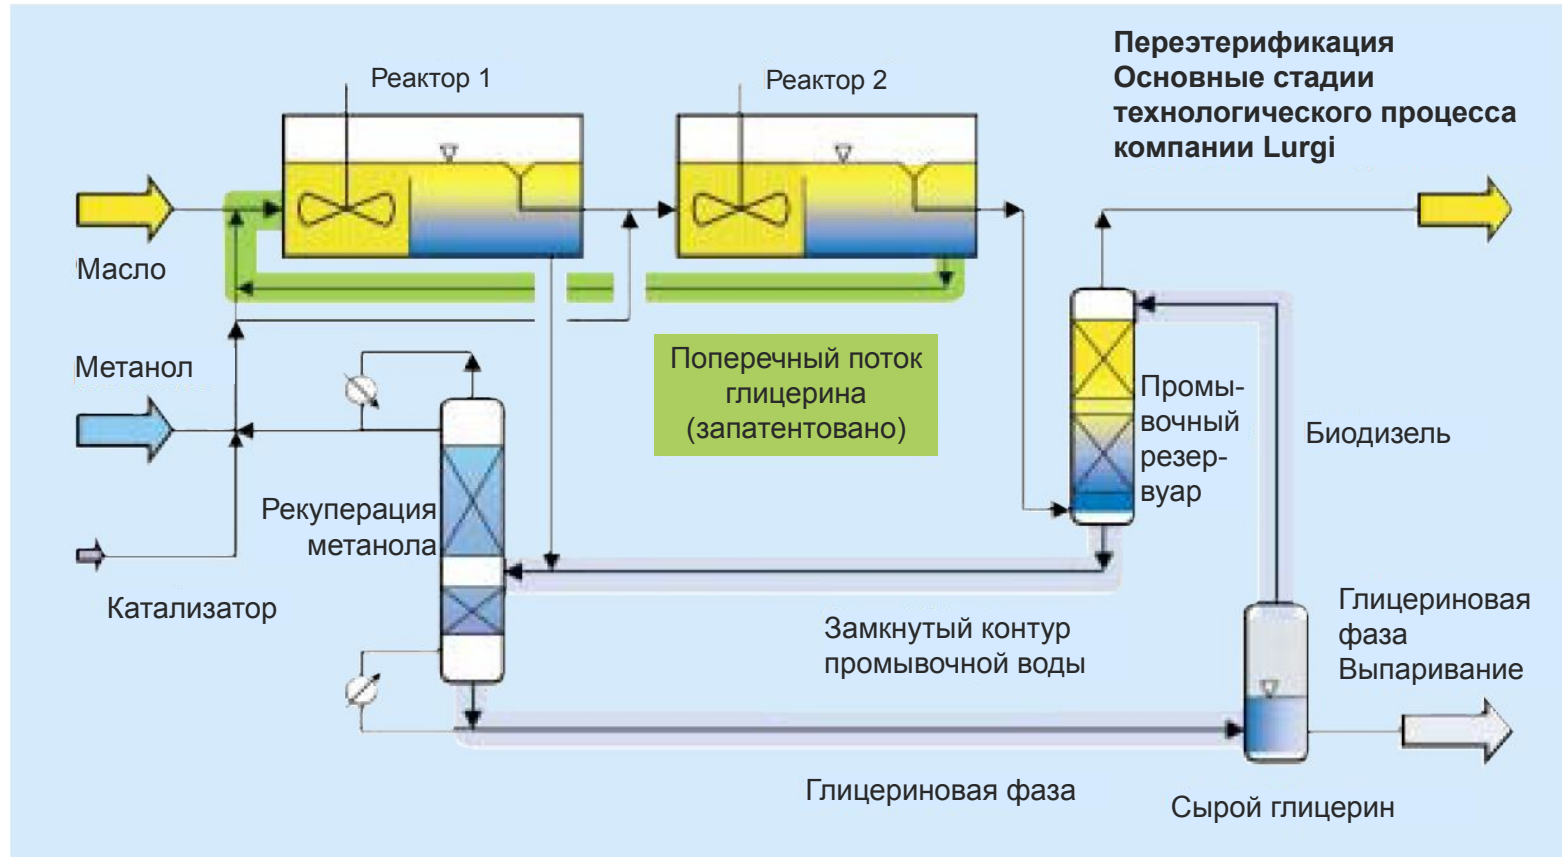 Переэтерификация
Основные стадии
технологического процесса
компании Lurgi
Реактор 1
Реактор 2
Масло
Метанол
Поперечный поток
глицерина
(запатентовано)
Промы-
вочный
резер-
вуар
Биодизель
Рекуперация
метанола
Катализатор
Замкнутый контур
промывочной воды
Глицериновая
фаза
Выпаривание
Глицериновая фаза
Сырой глицерин